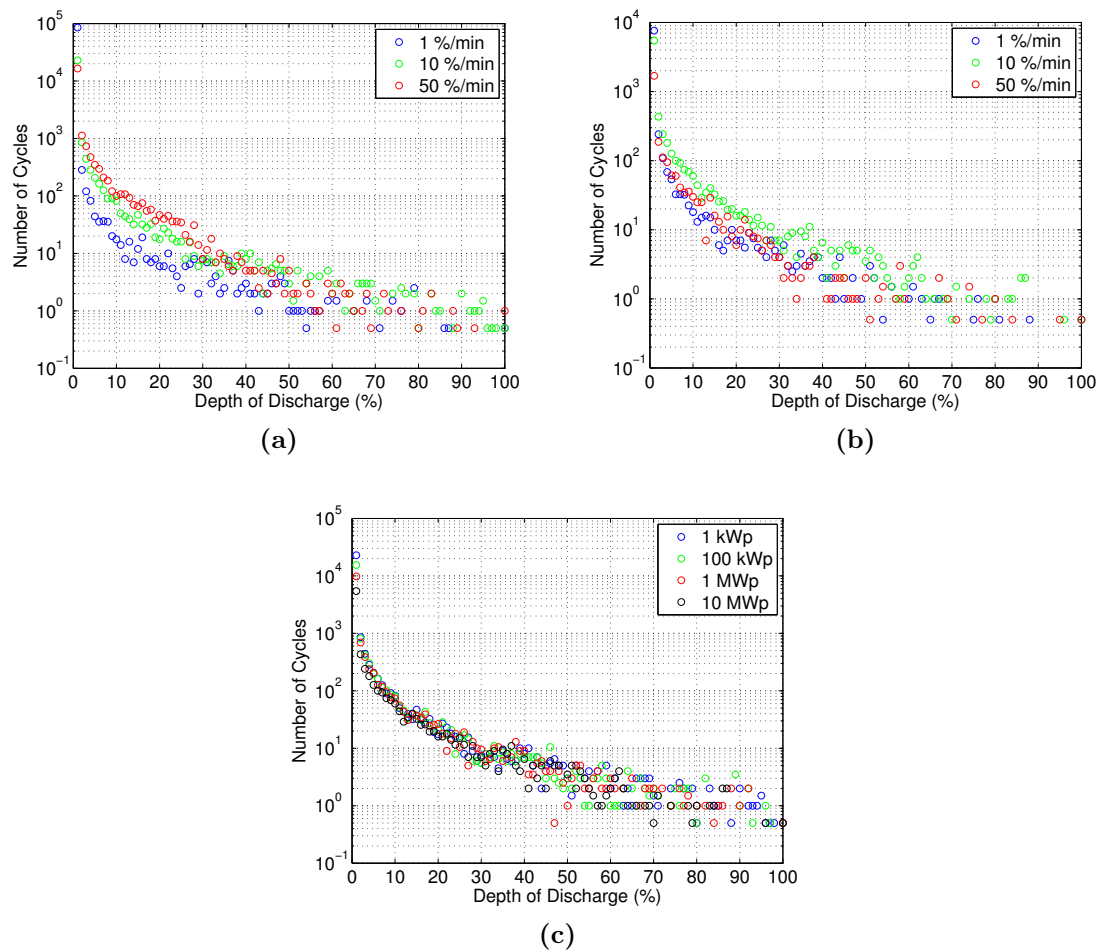 10^5
10^4
10^3
10^2
10^1
10^0
10^-1
Number of Cycles
0 10 20 30 40 50 60 70 80 90 100
Depth of Discharge (%)
1 %/min
10 %/min
50 %/min
(a)
10^4
10^3
10^2
10^1
10^0
10^-1
Number of Cycles
0 10 20 30 40 50 60 70 80 90 100
Depth of Discharge (%)
1 %/min
10 %/min
50 %/min
(b)
10^5
10^4
10^3
10^2
10^1
10^0
10^-1
Number of Cycles
0 10 20 30 40 50 60 70 80 90 100
Depth of Discharge (%)
1 kWp
100 kWp
1 MWp
10 MWp
(c)